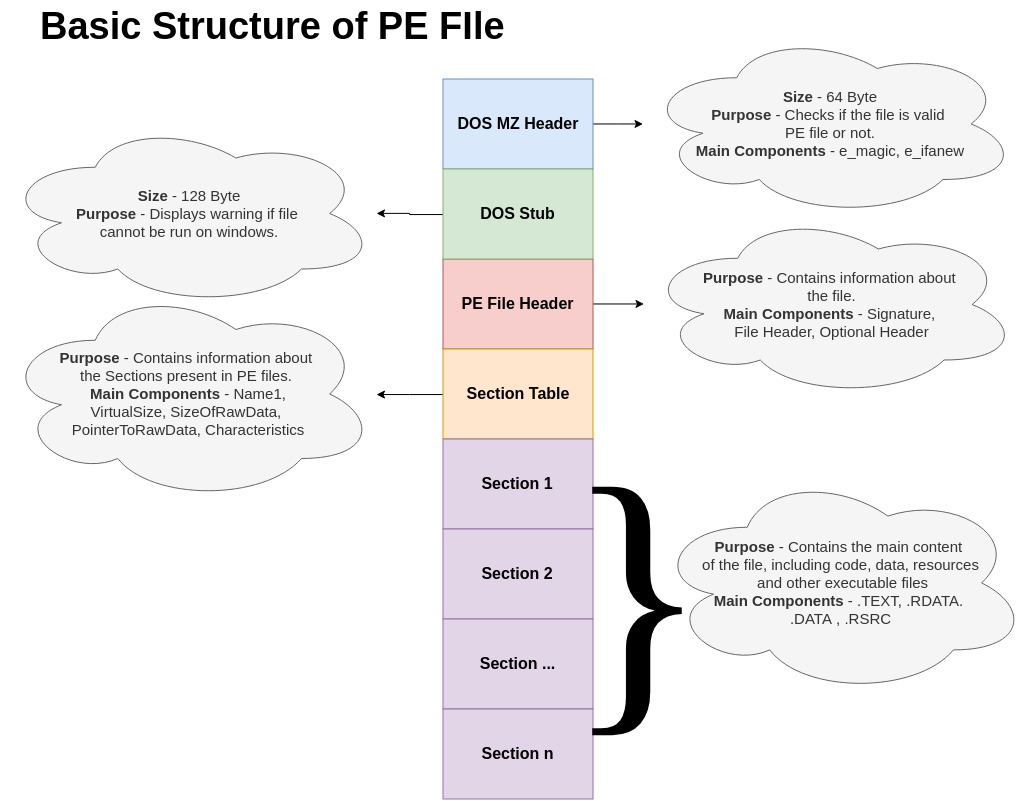 Basic Structure of PE FIle
DOS MZ Header
Size - 64 Byte
Purpose - Checks if the file is valid
PE file or not.
Main Components - e_magic, e_ifanew
DOS Stub
Size - 128 Byte
Purpose - Displays warning if file
cannot be run on windows.
PE File Header
Purpose - Contains information about
the file.
Main Components - Signature,
File Header, Optional Header
Section Table
Purpose - Contains information about
the Sections present in PE files.
Main Components - Name1,
VirtualSize, SizeOfRawData,
PointerToRawData, Characteristics
Section 1
Section 2
Section ...
Section n
Purpose - Contains the main content
of the file, including code, data, resources
and other executable files
Main Components - .TEXT, .RDATA.
.DATA , .RSRC